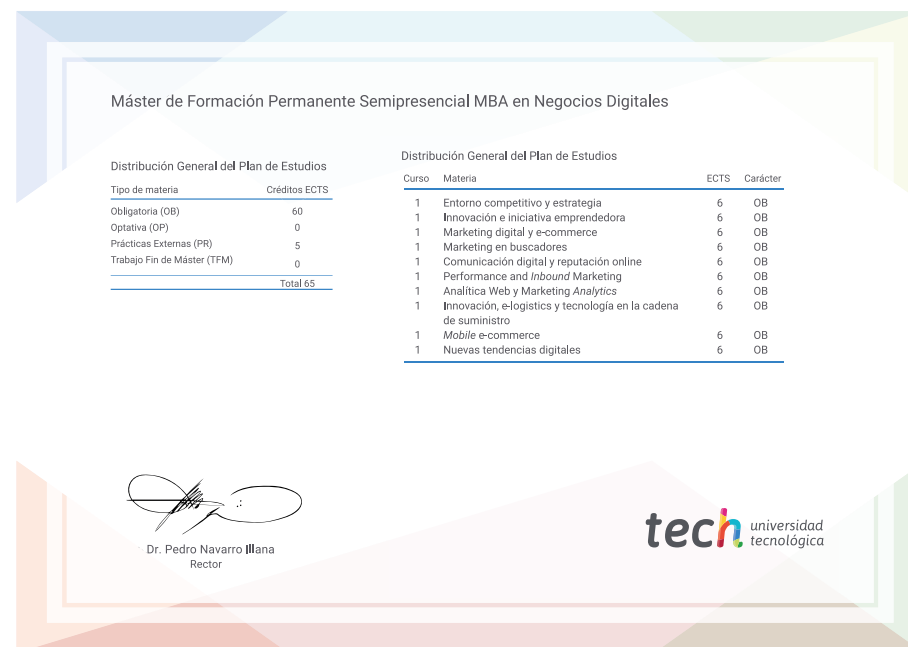 Máster de Formación Permanente Semipresencial MBA en Negocios Digitales
Distribución General del Plan de Estudios
Tipo de materia Créditos ECTS
Obligatoria (OB) 60
Optativa (OP) 0
Prácticas Externas (PR) 5
Trabajo Fin de Máster (TFM) 0
Total 65
Distribución General del Plan de Estudios
Curso Materia ECTS Carácter
1 Entorno competitivo y estrategia 6 OB
1 Innovación e iniciativa emprendedora 6 OB
1 Marketing digital y e-commerce 6 OB
1 Marketing en buscadores 6 OB
1 Comunicación digital y reputación online 6 OB
1 Performance and Inbound Marketing 6 OB
1 Analítica Web y Marketing Analytics 6 OB
1 Innovación, e-logistics y tecnología en la cadena 6 OB
de suministro
1 Mobile e-commerce 6 OB
1 Nuevas tendencias digitales 6 OB
Dr. Pedro Navarro Illana
Rector
tech universidad
tecnológica